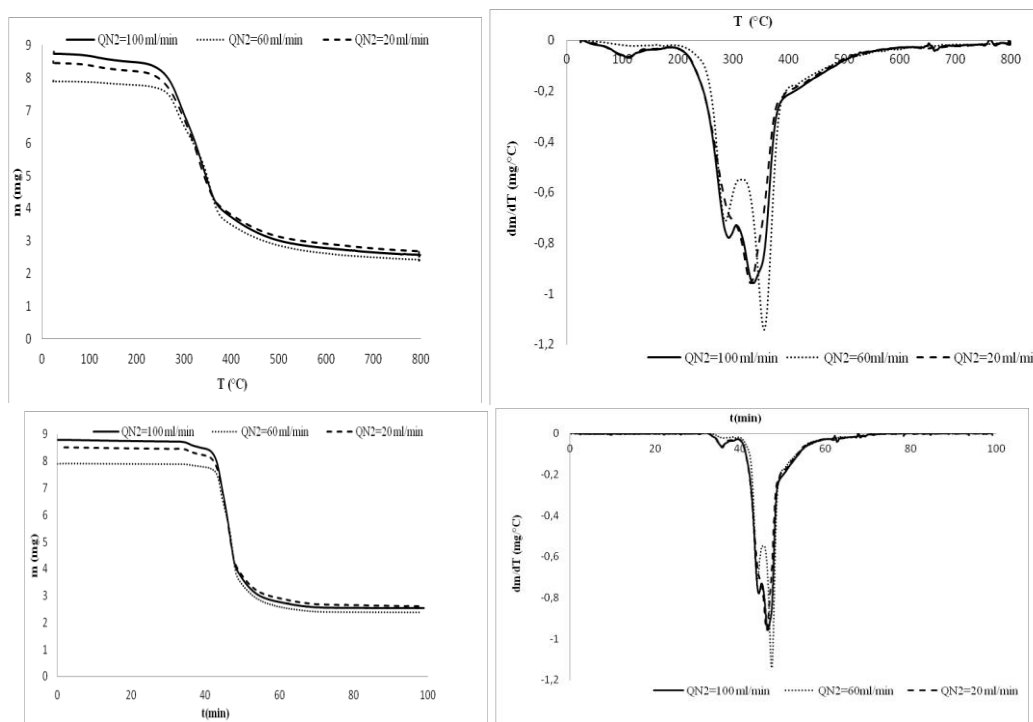 QN2=100ml/min QN2=60ml/min QN2=20ml/min
9
8
7
6
5
4
3
2
1
0
m (mg)
0 100 200 300 400 500 600 700 800
T (°C)
T (°C)
0 100 200 300 400 500 600 700 800
0
-0,2
-0,4
-0,6
-0,8
-1
-1,2
dm/dT (mg/°C)
QN2=100ml/min QN2=60ml/min QN2=20ml/min
QN2=100ml/min QN2=60ml/min QN2=20ml/min
9
8
7
6
5
4
3
2
1
0
m (mg)
0 20 40 60 80 100
t(min)
t(min)
0 20 40 60 80 100
0
-0,2
-0,4
-0,6
-0,8
-1
-1,2
dm/dT (mg/°C)
QN2=100ml/min QN2=60ml/min QN2=20ml/min